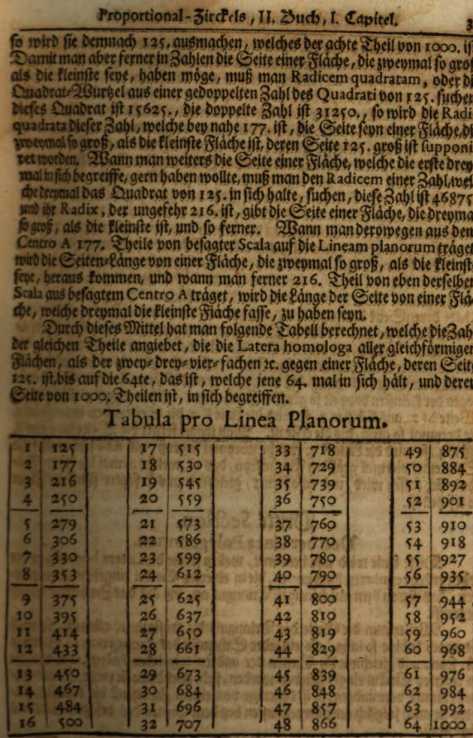 Proportional-Zirckels, II. Buch, I. Capitel. 3
so wird sie demnach 125. ausmachen, welches der achte Theil von 1000. is
Damit man aber ferner in Zahlen die Seite einer Fläche, die zweymal so groß
als die kleinste seye, haben möge, muß man Radicem quadratam, oder di
Quadrat-Wurzel aus einer gedoppelten Zahl des Quadrati von 125. suchen
dieses Quadrat ist 15625., die doppelte Zahl ist 31250., so wird die Radi
quadrata dieser Zahl, welche bey nahe 177. ist, die Seite seyn einer Fläche, di
zweymal so groß, als die kleinste Fläche ist, deren Seite 125. groß ist supponi
ret worden. Wann man weiters die Seite einer Fläche, welche die erste drey
mal in sich begreiffe, gern haben wollte, muß man den Radicem einer Zahl, wel
che dreymal das Quadrat von 125. in sich halte, suchen, diese Zahl ist 46875
und ihr Radix, der ungefehr 216. ist, gibt die Seite einer Fläche, die dreyma
so groß, als die kleinste ist, und so ferner. Wann man derowegen aus den
Centro A 177. Theile von besagter Scala auf die Lineam planorum träget
wird die Seiten-Länge von einer Fläche, die zweymal so groß, als die kleinst
seye, heraus kommen, und wann man ferner 216. Theil von eben derselben
Scala aus besagtem Centro A träget, wird die Länge der Seite von einer Flä
che, welche dreymal die kleinste Fläche fasse, zu haben seyn.
Durch dieses Mittel hat man folgende Tabell berechnet, welche die Zah
der gleichen Theile angiebet, die die Latera homologa aller gleichförmigen
Flächen, als der zwey- drey- vier-fachen ꝛc. gegen einer Fläche, deren Seite
125. ist, bis auf die 64te, das ist, welche jene 64. mal in sich hält, und deren
Seite von 1000. Theilen ist, in sich begreiffen.
Tabula pro Linea Planorum.
1 125 17 515 33 718 49 875
2 177 18 530 34 729 50 884
3 216 19 545 35 739 51 892
4 250 20 559 36 750 52 901
5 279 21 573 37 760 53 910
6 306 22 586 38 770 54 918
7 330 23 599 39 780 55 927
8 353 24 612 40 790 56 935
9 375 25 625 41 800 57 944
10 395 26 637 42 810 58 952
11 414 27 650 43 819 59 960
12 433 28 661 44 829 60 968
13 450 29 673 45 839 61 976
14 467 30 684 46 848 62 984
15 484 31 696 47 857 63 992
16 500 32 707 48 866 64 1000